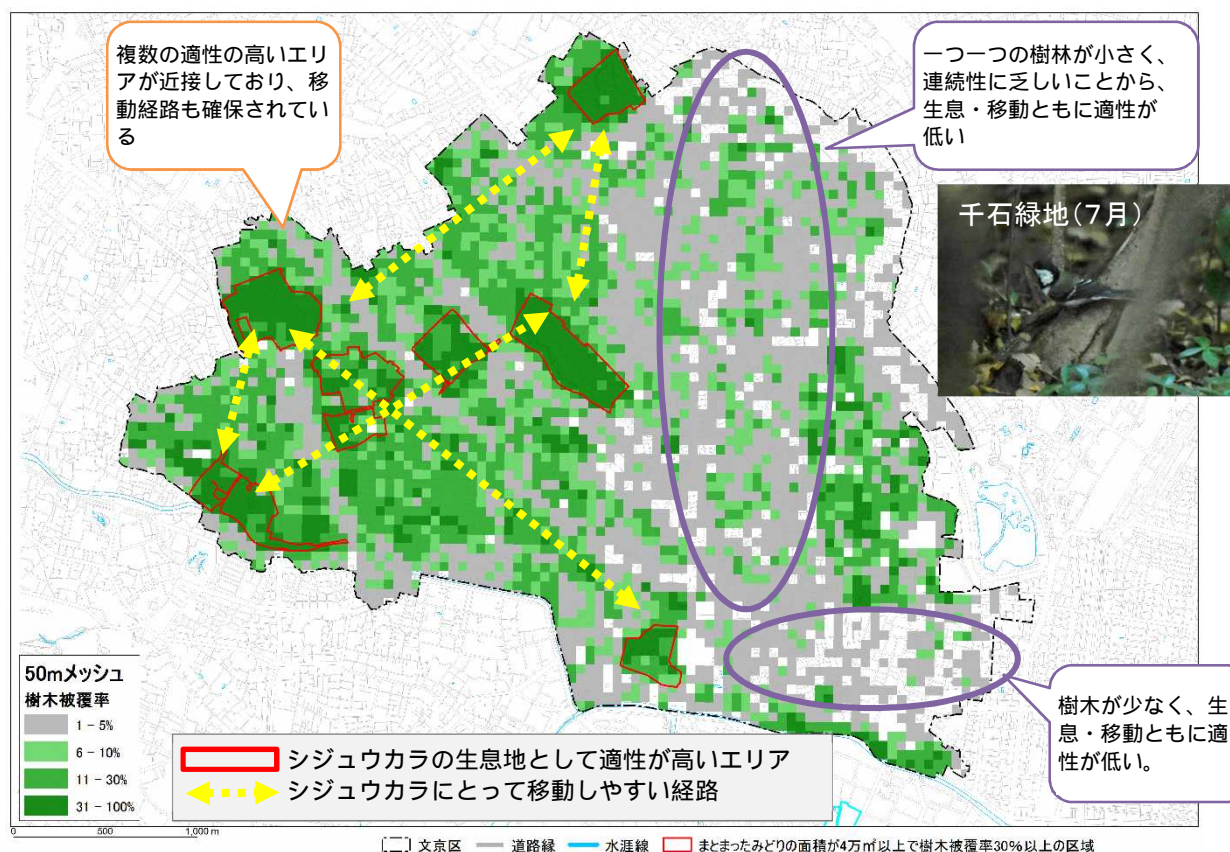 複数の適性の高いエリ
アが近接しており、移
動経路も確保されてい
る
一つ一つの樹林が小さく、
連続性に乏しいことから、
生息・移動ともに適性が
低い
千石緑地(7月)
樹木が少なく、生
息・移動ともに適
性が低い。
50mメッシュ
樹木被覆率
1 - 5%
6 - 10%
11 - 30%
31 - 100%
シジュウカラの生息地として適性が高いエリア
シジュウカラにとって移動しやすい経路
0 500 1,000 m
文京区 道路縁 水涯線 まとまったみどりの面積が4万㎡以上で樹木被覆率30%以上の区域